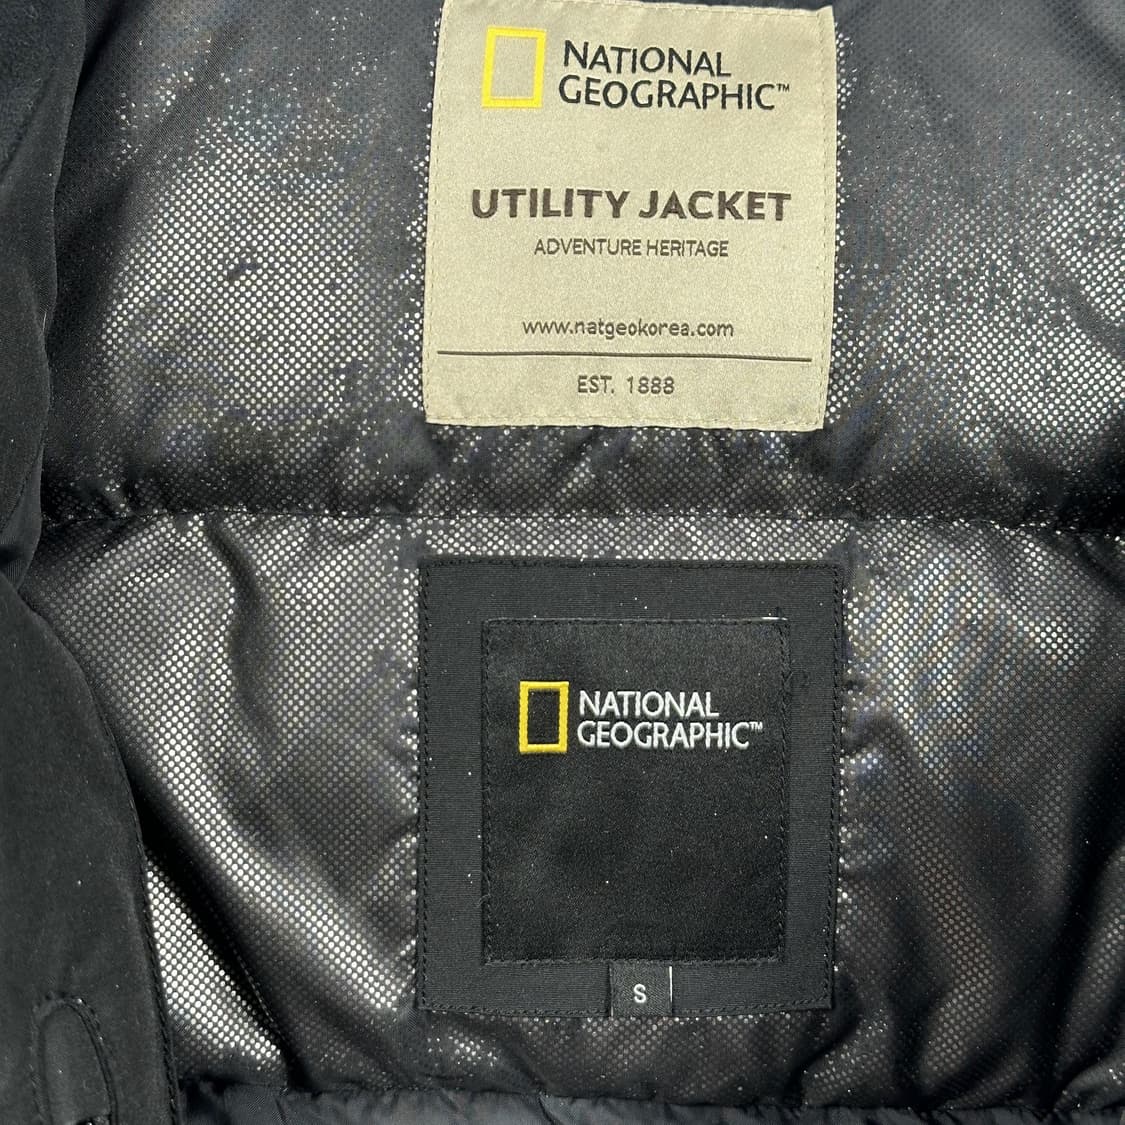 NATIONAL
GEOGRAPHIC™
UTILITY JACKET
ADVENTURE HERITAGE
www.natgeokorea.com
EST. 1888
NATIONAL
GEOGRAPHIC™
S